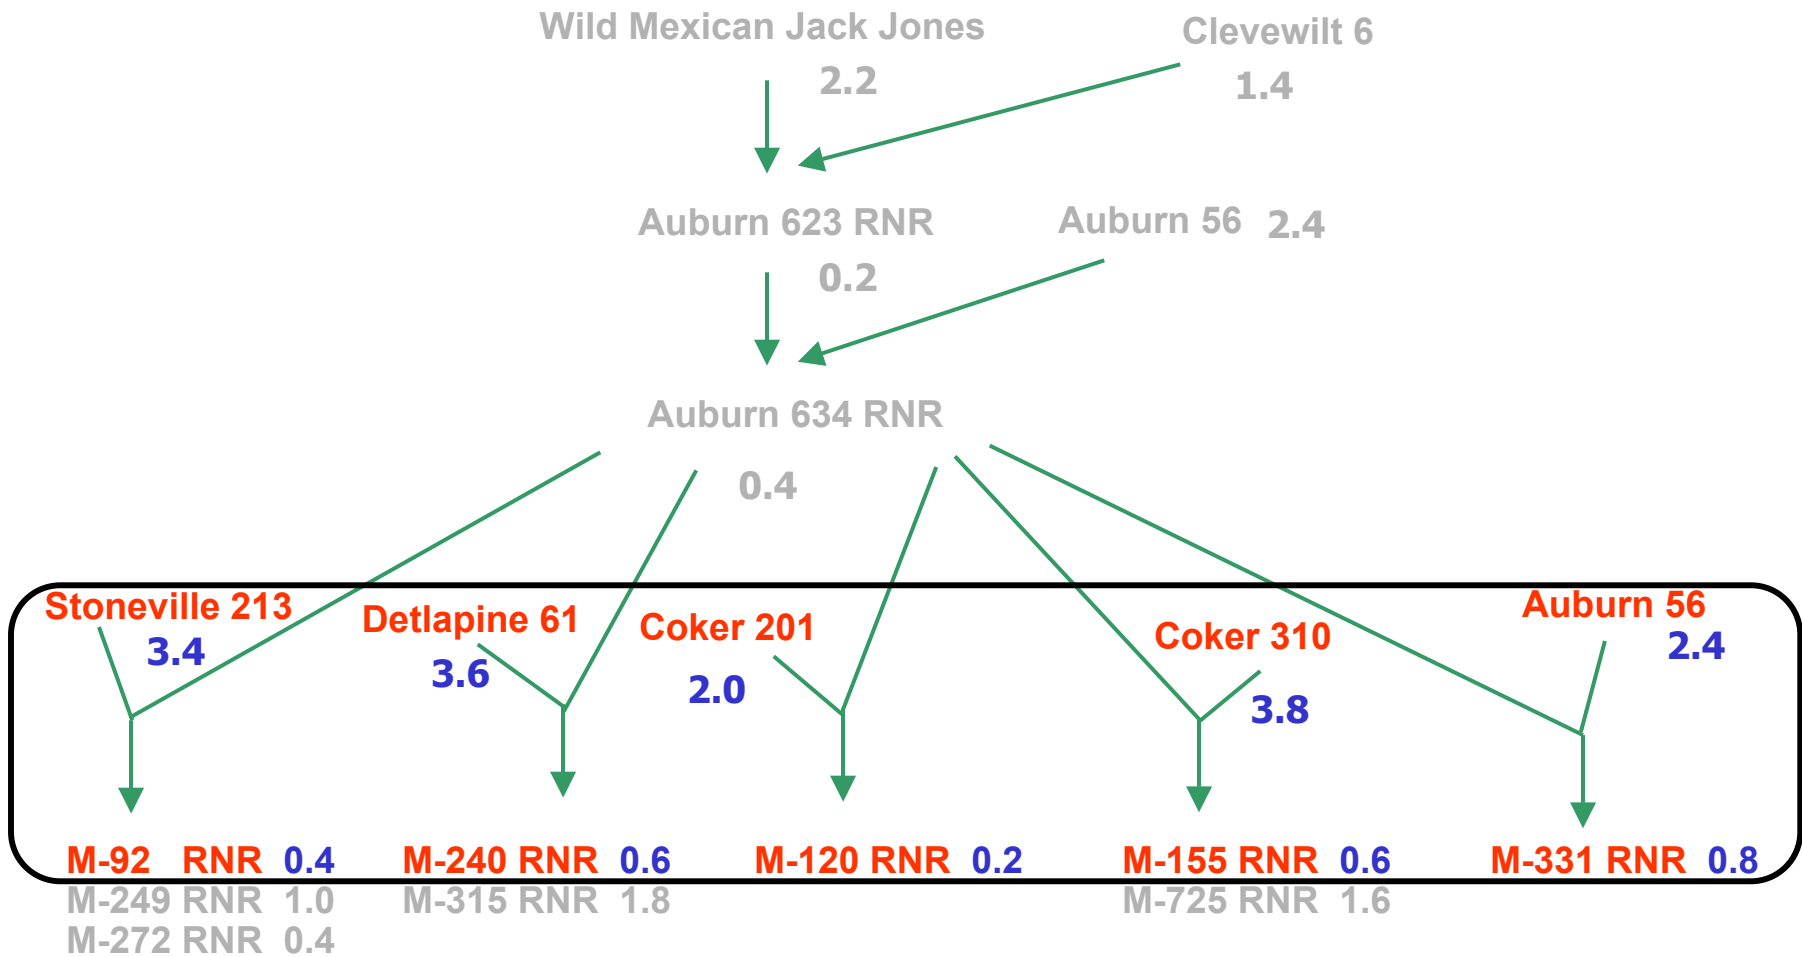 Wild Mexican Jack Jones
Clevewilt 6
2.2
1.4
Auburn 623 RNR
Auburn 56 2.4
0.2
Auburn 634 RNR
0.4
Stoneville 213
3.4
Detlapine 61
3.6
Coker 201
2.0
Coker 310
3.8
Auburn 56
2.4
M-92 RNR 0.4
M-240 RNR 0.6
M-120 RNR 0.2
M-155 RNR 0.6
M-331 RNR 0.8
M-249 RNR 1.0
M-315 RNR 1.8
M-725 RNR 1.6
M-272 RNR 0.4